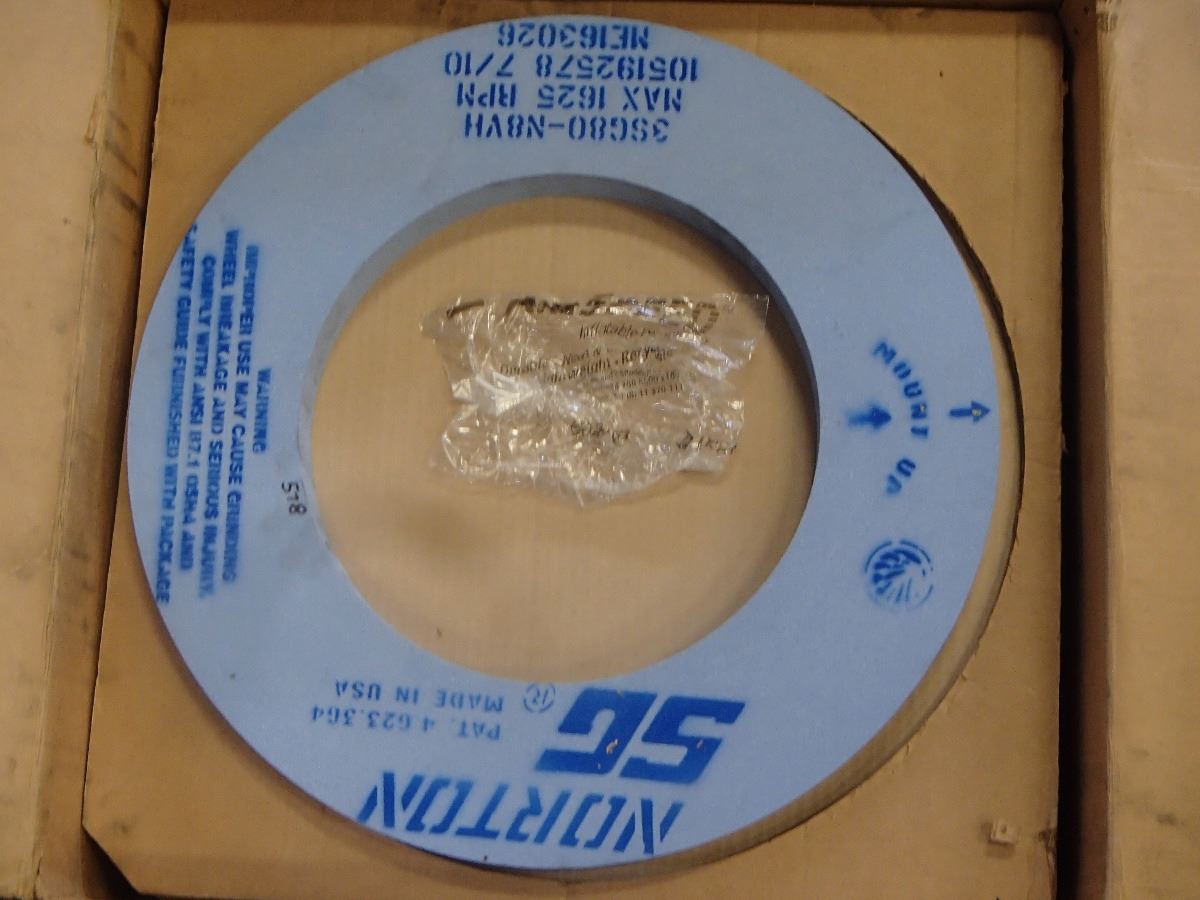 NORTON
SG
®
PAT. 4,623,364
MADE IN USA
3SG80-N8VH
MAX 1625 RPM
105192578 7/10
ME163026
WARNING
IMPROPER USE MAY CAUSE GRINDING
WHEEL BREAKAGE AND SERIOUS INJURY.
COMPLY WITH ANSI B7.1 OSHA AND
SAFETY GUIDE FURNISHED WITH PACKAGE
518
MOUNT UP
Inflatable